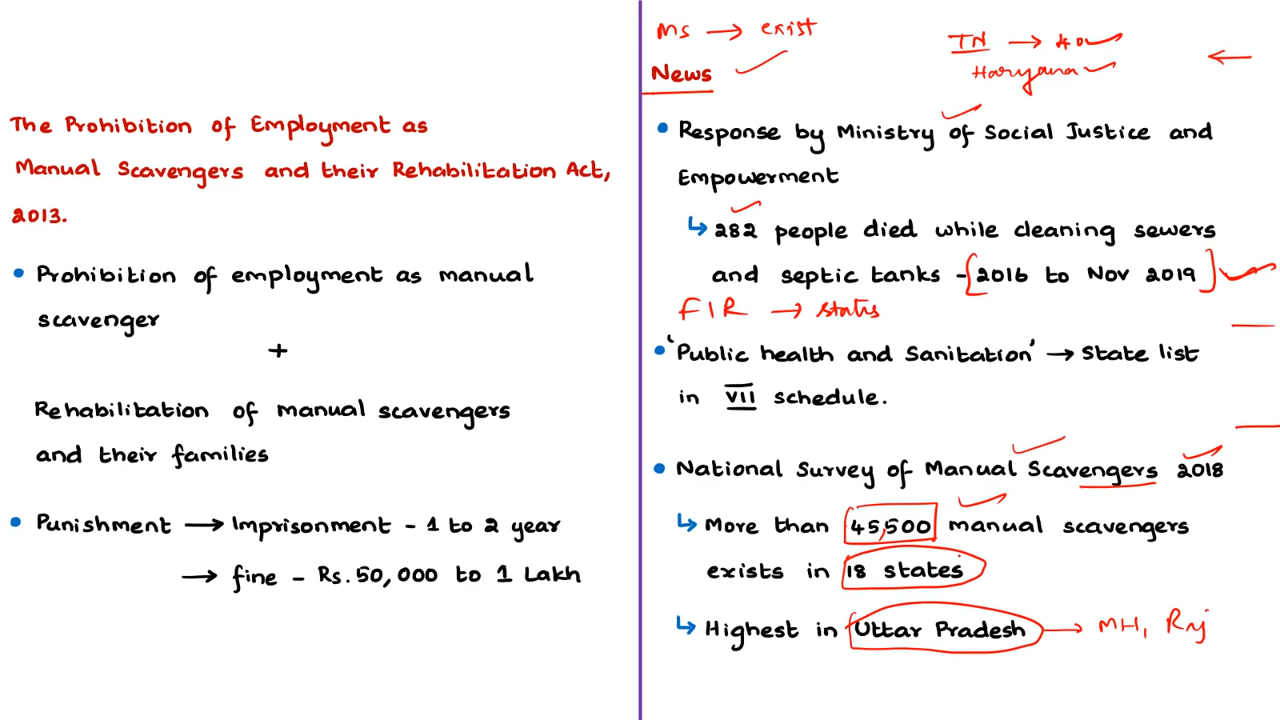 The Prohibition of Employment as
Manual Scavengers and their Rehabilitation Act,
2013.
• Prohibition of employment as manual
scavenger
+
Rehabilitation of manual scavengers
and their families
• Punishment → Imprisonment - 1 to 2 year
→ fine - Rs. 50,000 to 1 Lakh
MS → exist
TN → 40
Haryana
←
News
• Response by Ministry of Social Justice and
Empowerment
↳ 282 people died while cleaning sewers
and septic tanks - [2016 to Nov 2019]
FIR → states
• 'Public health and Sanitation' → State list
in VII schedule.
• National Survey of Manual Scavengers 2018
↳ More than 45,500 manual scavengers
exists in 18 states
↳ Highest in Uttar Pradesh → MH, Raj